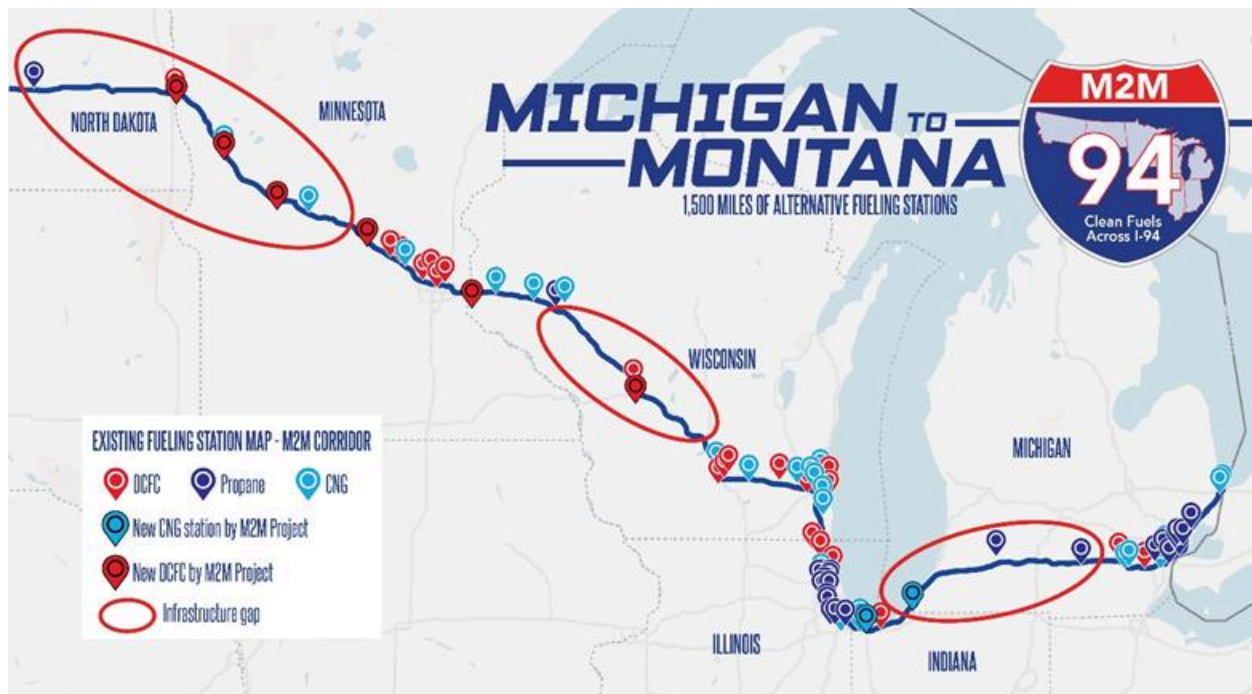 NORTH DAKOTA
MINNESOTA
MICHIGAN TO
MONTANA
1,500 MILES OF ALTERNATIVE FUELING STATIONS
M2M
94
Clean Fuels
Across I-94
WISCONSIN
MICHIGAN
ILLINOIS
INDIANA
EXISTING FUELING STATION MAP - M2M CORRIDOR
DCFC
Propane
CNG
New CNG station by M2M Project
New DCFC by M2M Project
Infrastructure gap